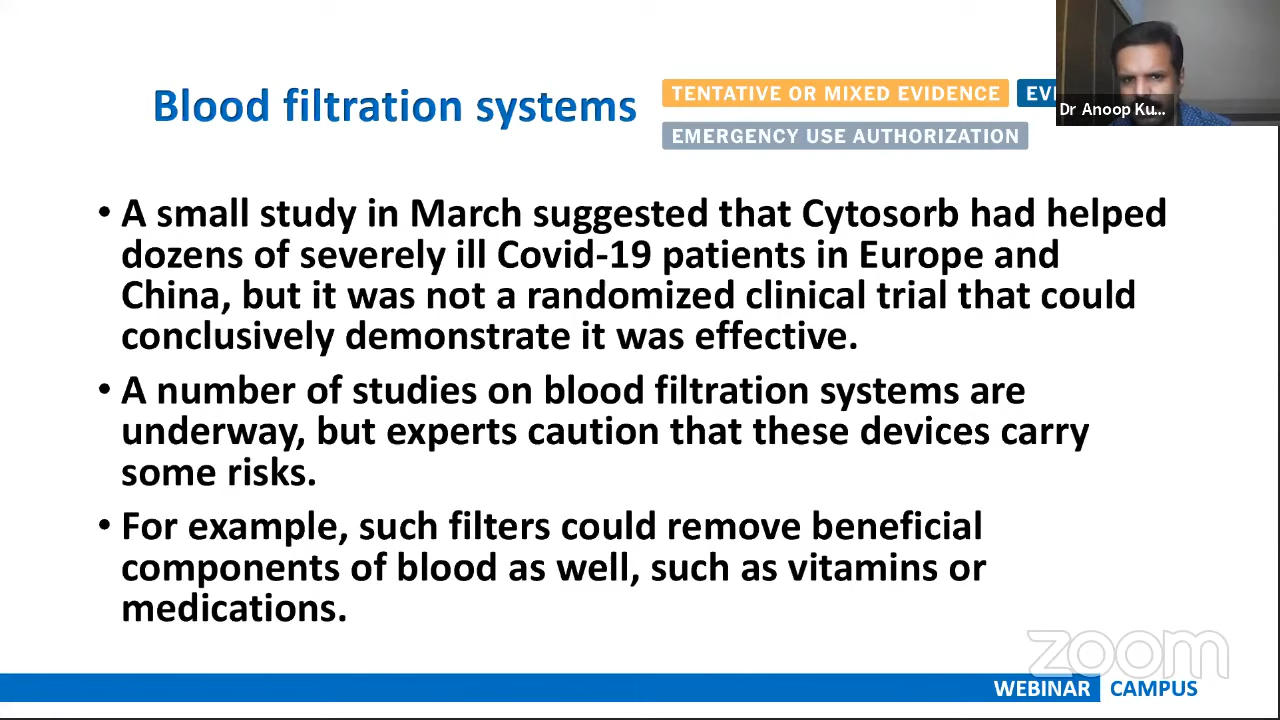 Blood filtration systems
TENTATIVE OR MIXED EVIDENCE
EMERGENCY USE AUTHORIZATION
Dr Anoop Ku...
• A small study in March suggested that Cytosorb had helped
dozens of severely ill Covid-19 patients in Europe and
China, but it was not a randomized clinical trial that could
conclusively demonstrate it was effective.
• A number of studies on blood filtration systems are
underway, but experts caution that these devices carry
some risks.
• For example, such filters could remove beneficial
components of blood as well, such as vitamins or
medications.
zoom
WEBINAR CAMPUS